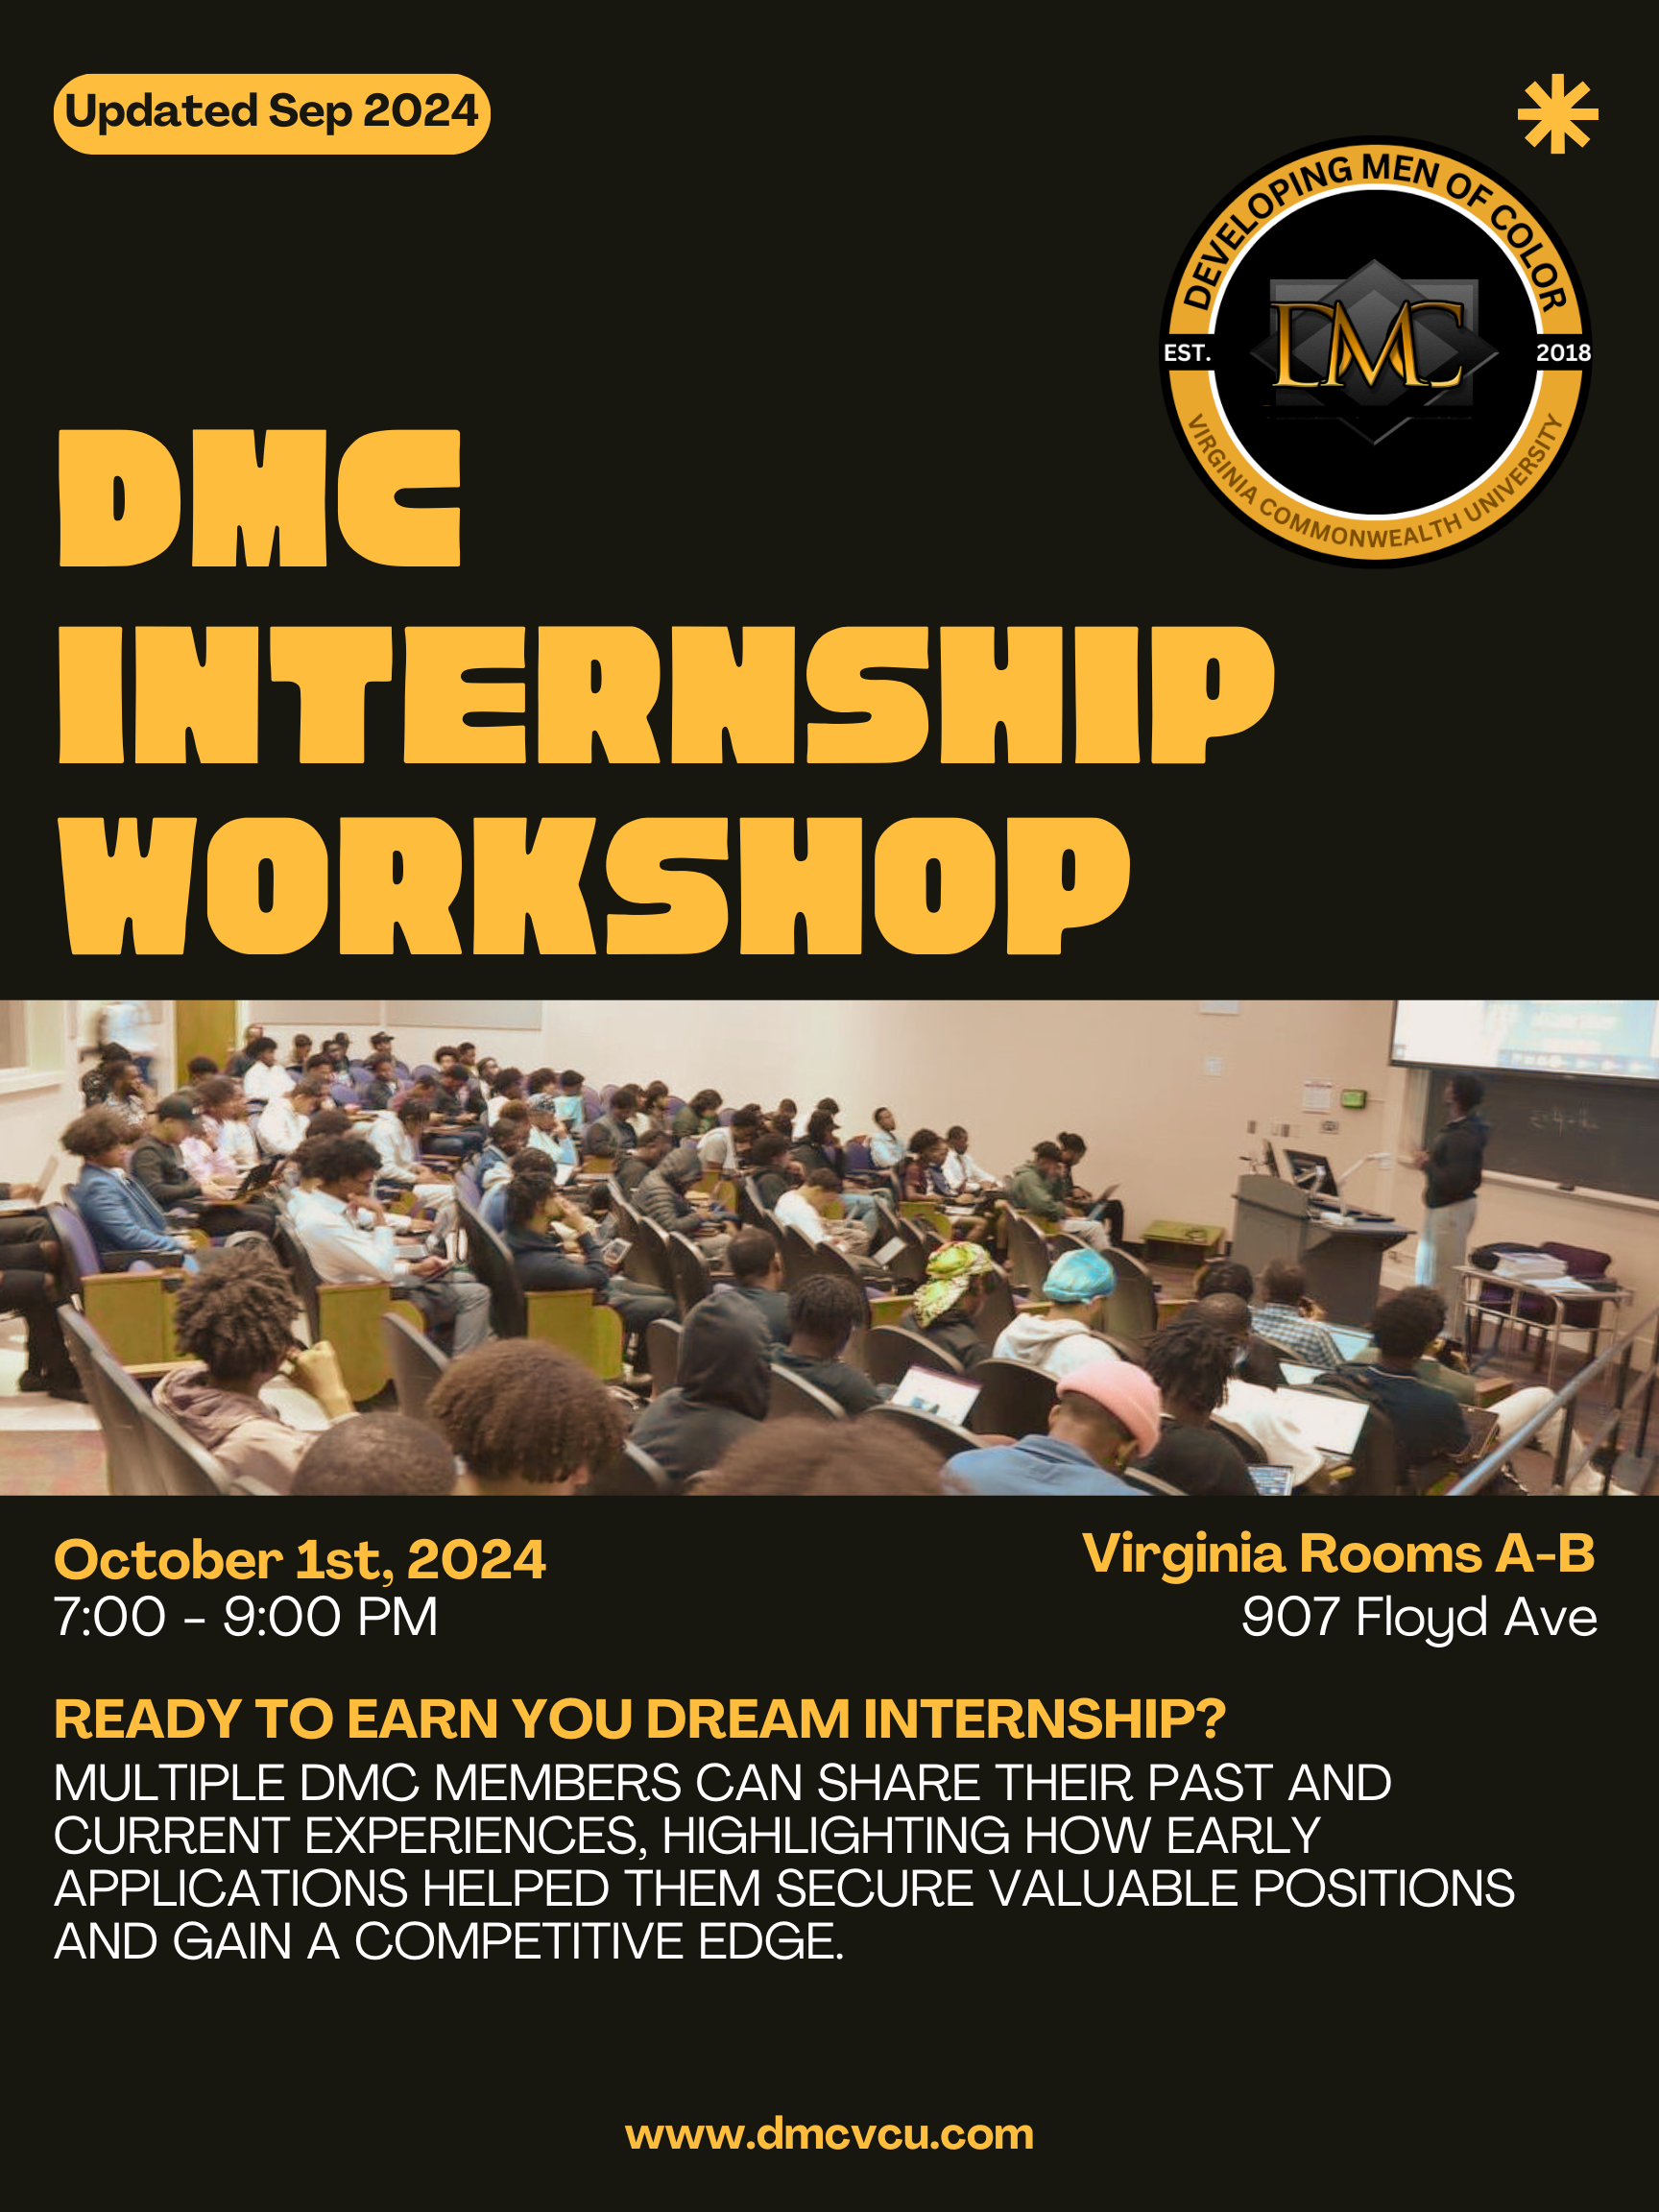 Updated Sep 2024
DEVELOPING MEN OF COLOR
EST.
DMC
2018
VIRGINIA COMMONWEALTH UNIVERSITY
DMC
INTERNSHIP
WORKSHOP
October 1st, 2024
7:00 - 9:00 PM
Virginia Rooms A-B
907 Floyd Ave
READY TO EARN YOU DREAM INTERNSHIP?
MULTIPLE DMC MEMBERS CAN SHARE THEIR PAST AND
CURRENT EXPERIENCES, HIGHLIGHTING HOW EARLY
APPLICATIONS HELPED THEM SECURE VALUABLE POSITIONS
AND GAIN A COMPETITIVE EDGE.
www.dmcvcu.com